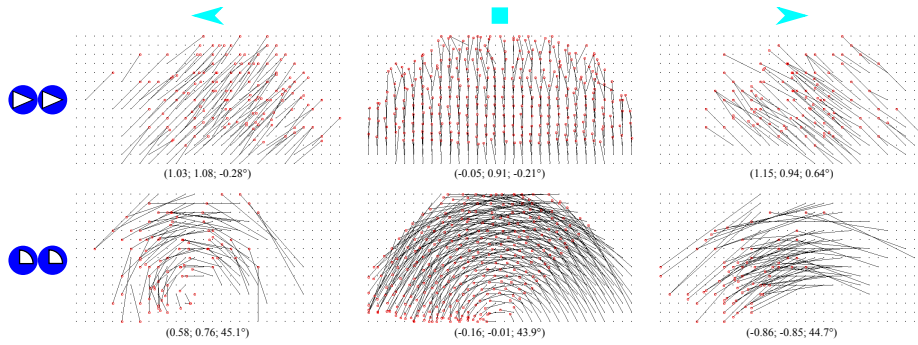 (1.03; 1.08; -0.28°)
(-0.05; 0.91; -0.21°)
(1.15; 0.94; 0.64°)
(0.58; 0.76; 45.1°)
(-0.16; -0.01; 43.9°)
(-0.86; -0.85; 44.7°)